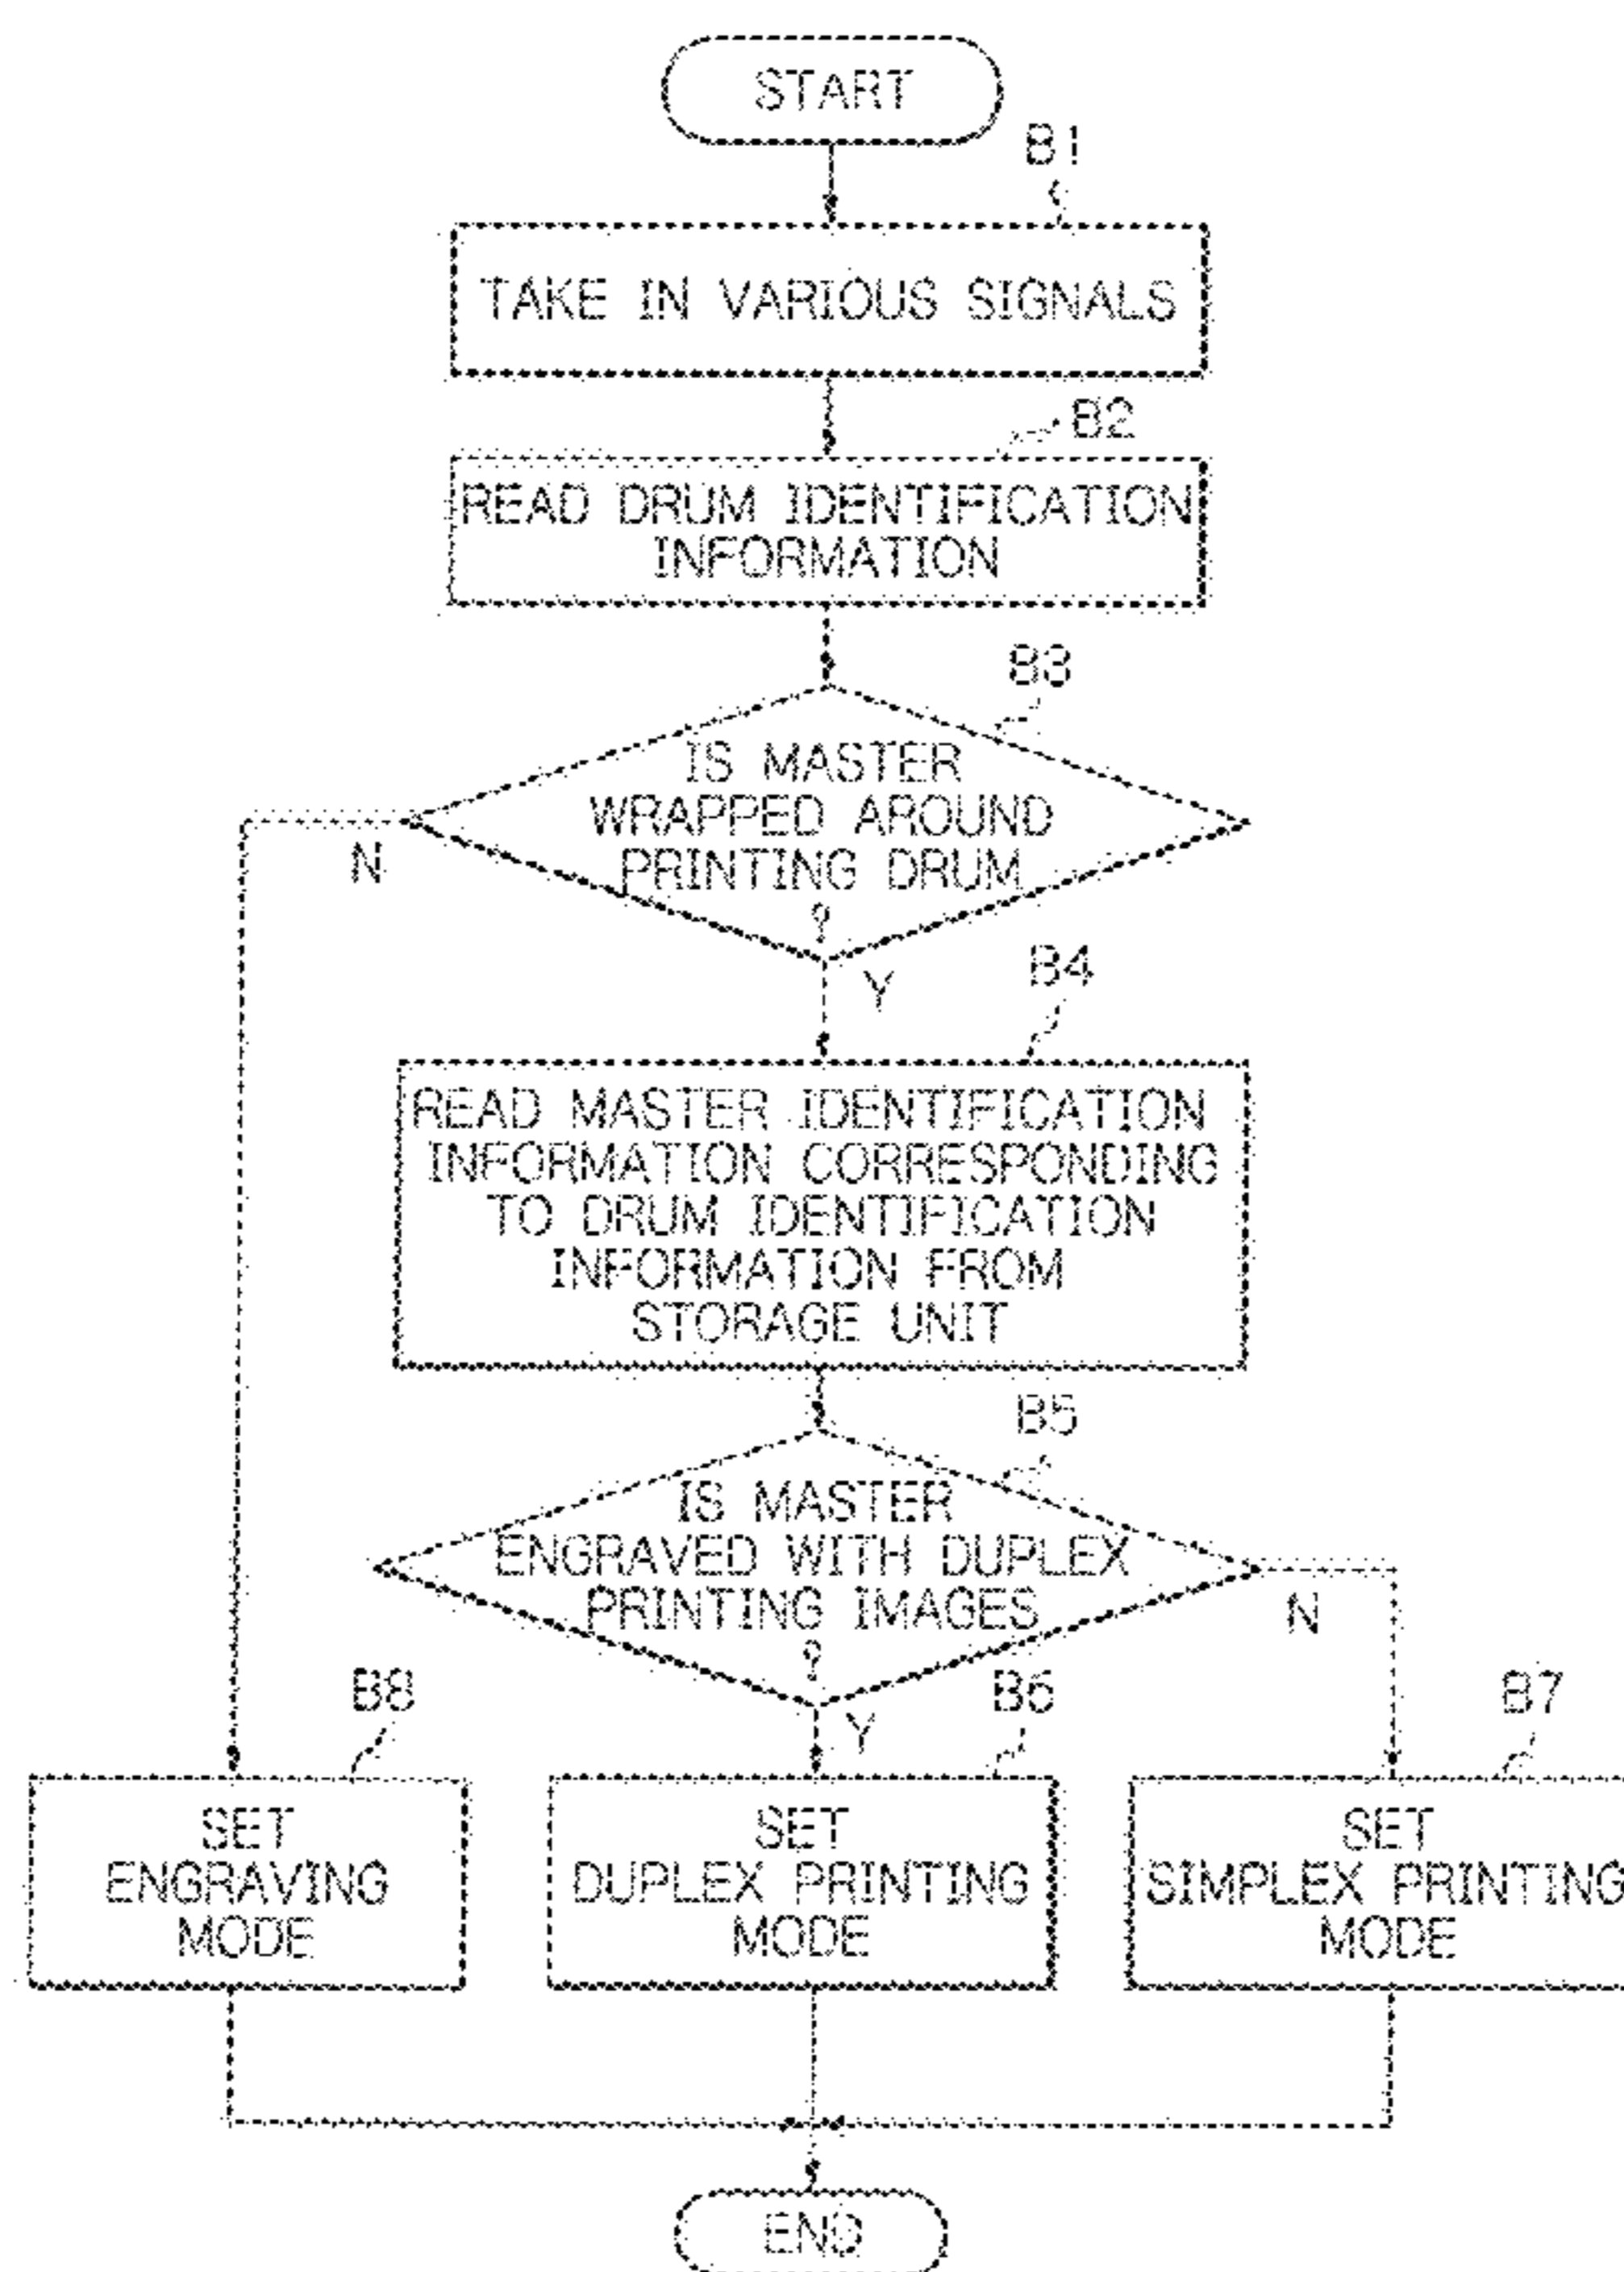 START
B1
TAKE IN VARIOUS SIGNALS
B2
READ DRUM IDENTIFICATION
INFORMATION
B3
IS MASTER
WRAPPED AROUND
PRINTING DRUM
?
N
Y
B4
READ MASTER IDENTIFICATION
INFORMATION CORRESPONDING
TO DRUM IDENTIFICATION
INFORMATION FROM
STORAGE UNIT
B5
IS MASTER
ENGRAVED WITH DUPLEX
PRINTING IMAGES
?
N
Y
B8
SET
ENGRAVING
MODE
B6
SET
DUPLEX PRINTING
MODE
B7
SET
SIMPLEX PRINTING
MODE
END